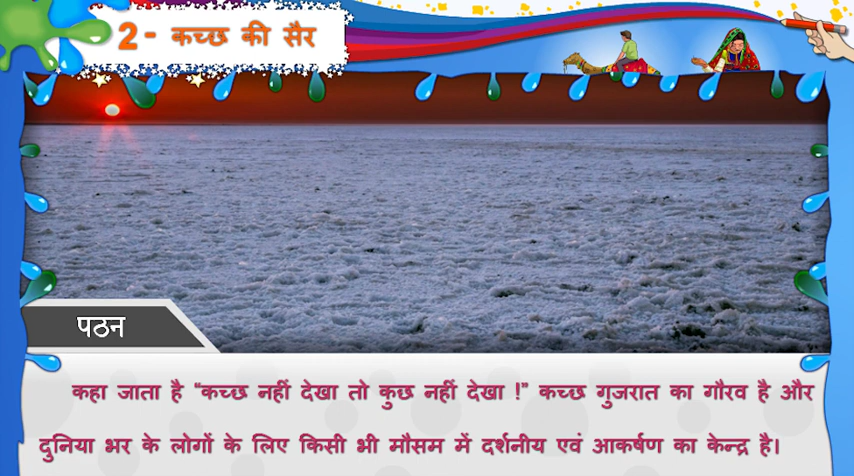 2- कच्छ की सैर
पठन
कहा जाता है “कच्छ नहीं देखा तो कुछ नहीं देखा !” कच्छ गुजरात का गौरव है और
दुनिया भर के लोगों के लिए किसी भी मौसम में दर्शनीय एवं आकर्षण का केन्द्र है।